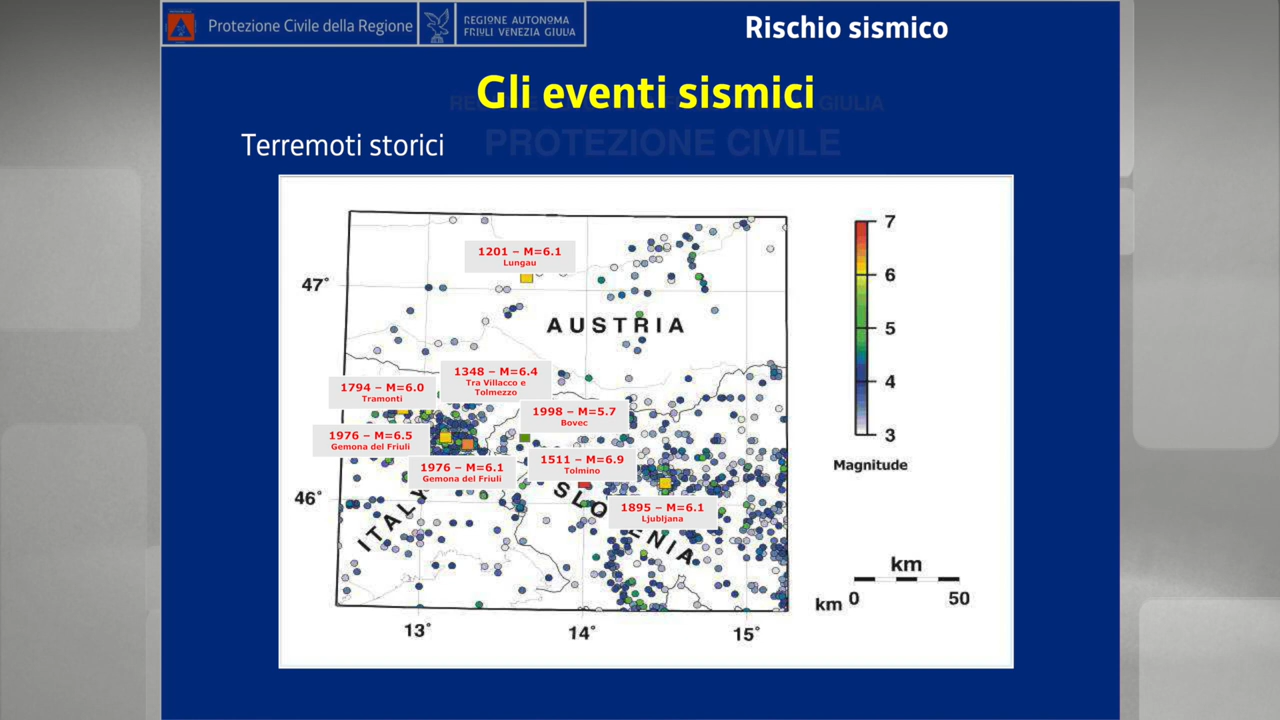 Protezione Civile della Regione
REGIONE AUTONOMA
FRIULI VENEZIA GIULIA
Rischio sismico
Gli eventi sismici
GIULIA
PROTEZIONE CIVILE
Terremoti storici
1201 – M=6.1
Lungau
47°
AUSTRIA
1348 – M=6.4
Tra Villacco e
Tolmezzo
1794 – M=6.0
Tramonti
1998 – M=5.7
Bovec
1976 – M=6.5
Gemona del Friuli
1976 – M=6.1
Gemona del Friuli
1511 – M=6.9
Tolmino
46°
1895 – M=6.1
Ljubljana
ITALY
SLOVENIA
13°
14°
15°
7
6
5
4
3
Magnitude
km
km 0
50